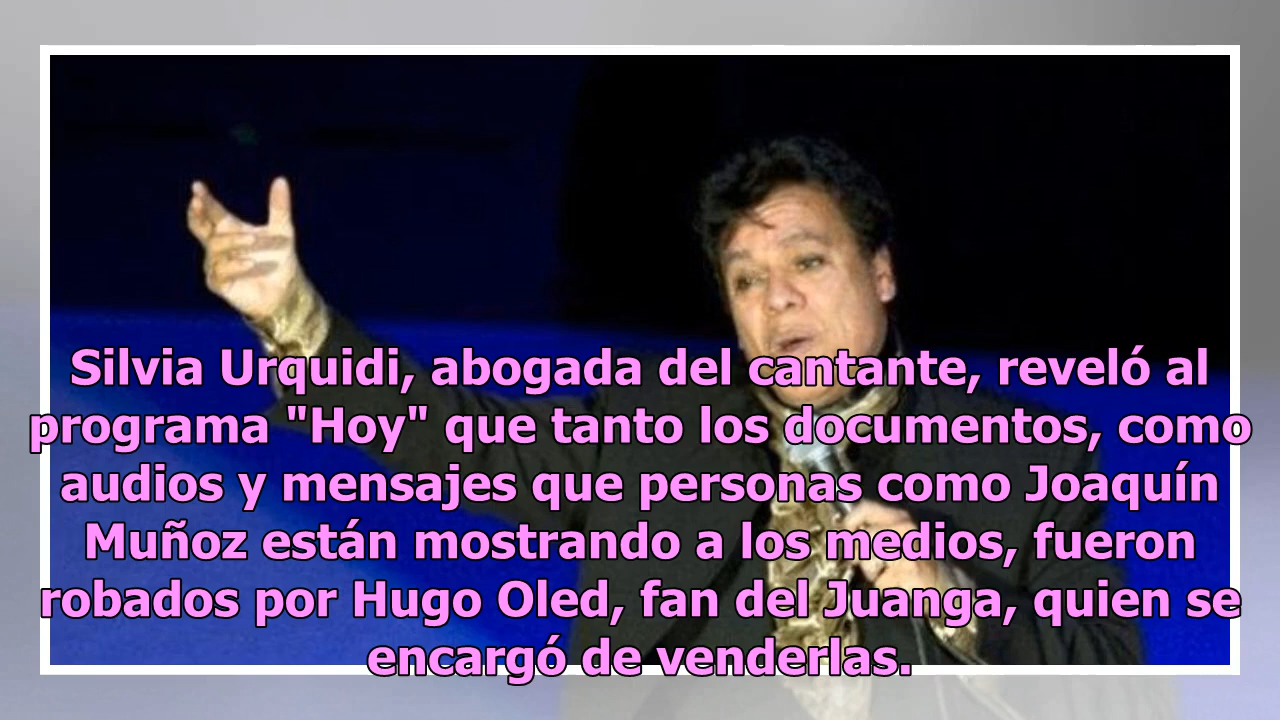 Silvia Urquidi, abogada del cantante, reveló al
programa "Hoy" que tanto los documentos, como
audios y mensajes que personas como Joaquín
Muñoz están mostrando a los medios, fueron
robados por Hugo Oled, fan del Juanga, quien se
encargó de venderlas.